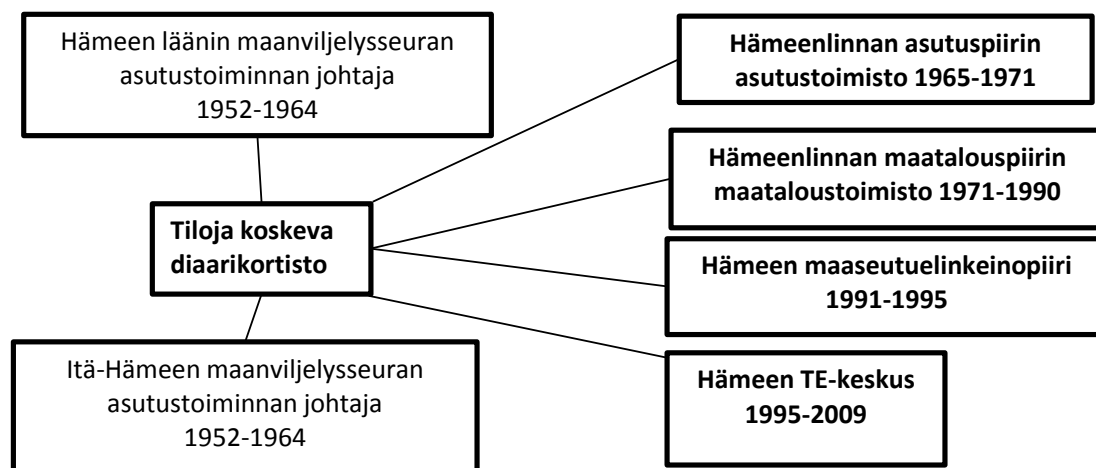 Hämeen läänin maanviljelysseuran
asutustoiminnan johtaja
1952-1964
Hämeenlinnan asutuspiirin
asutustoimisto 1965-1971
Hämeenlinnan maatalouspiirin
maataloustoimisto 1971-1990
Tiloja koskeva
diaarikortisto
Hämeen maaseutuelinkeinopiiri
1991-1995
Itä-Hämeen maanviljelysseuran
asutustoiminnan johtaja
1952-1964
Hämeen TE-keskus
1995-2009